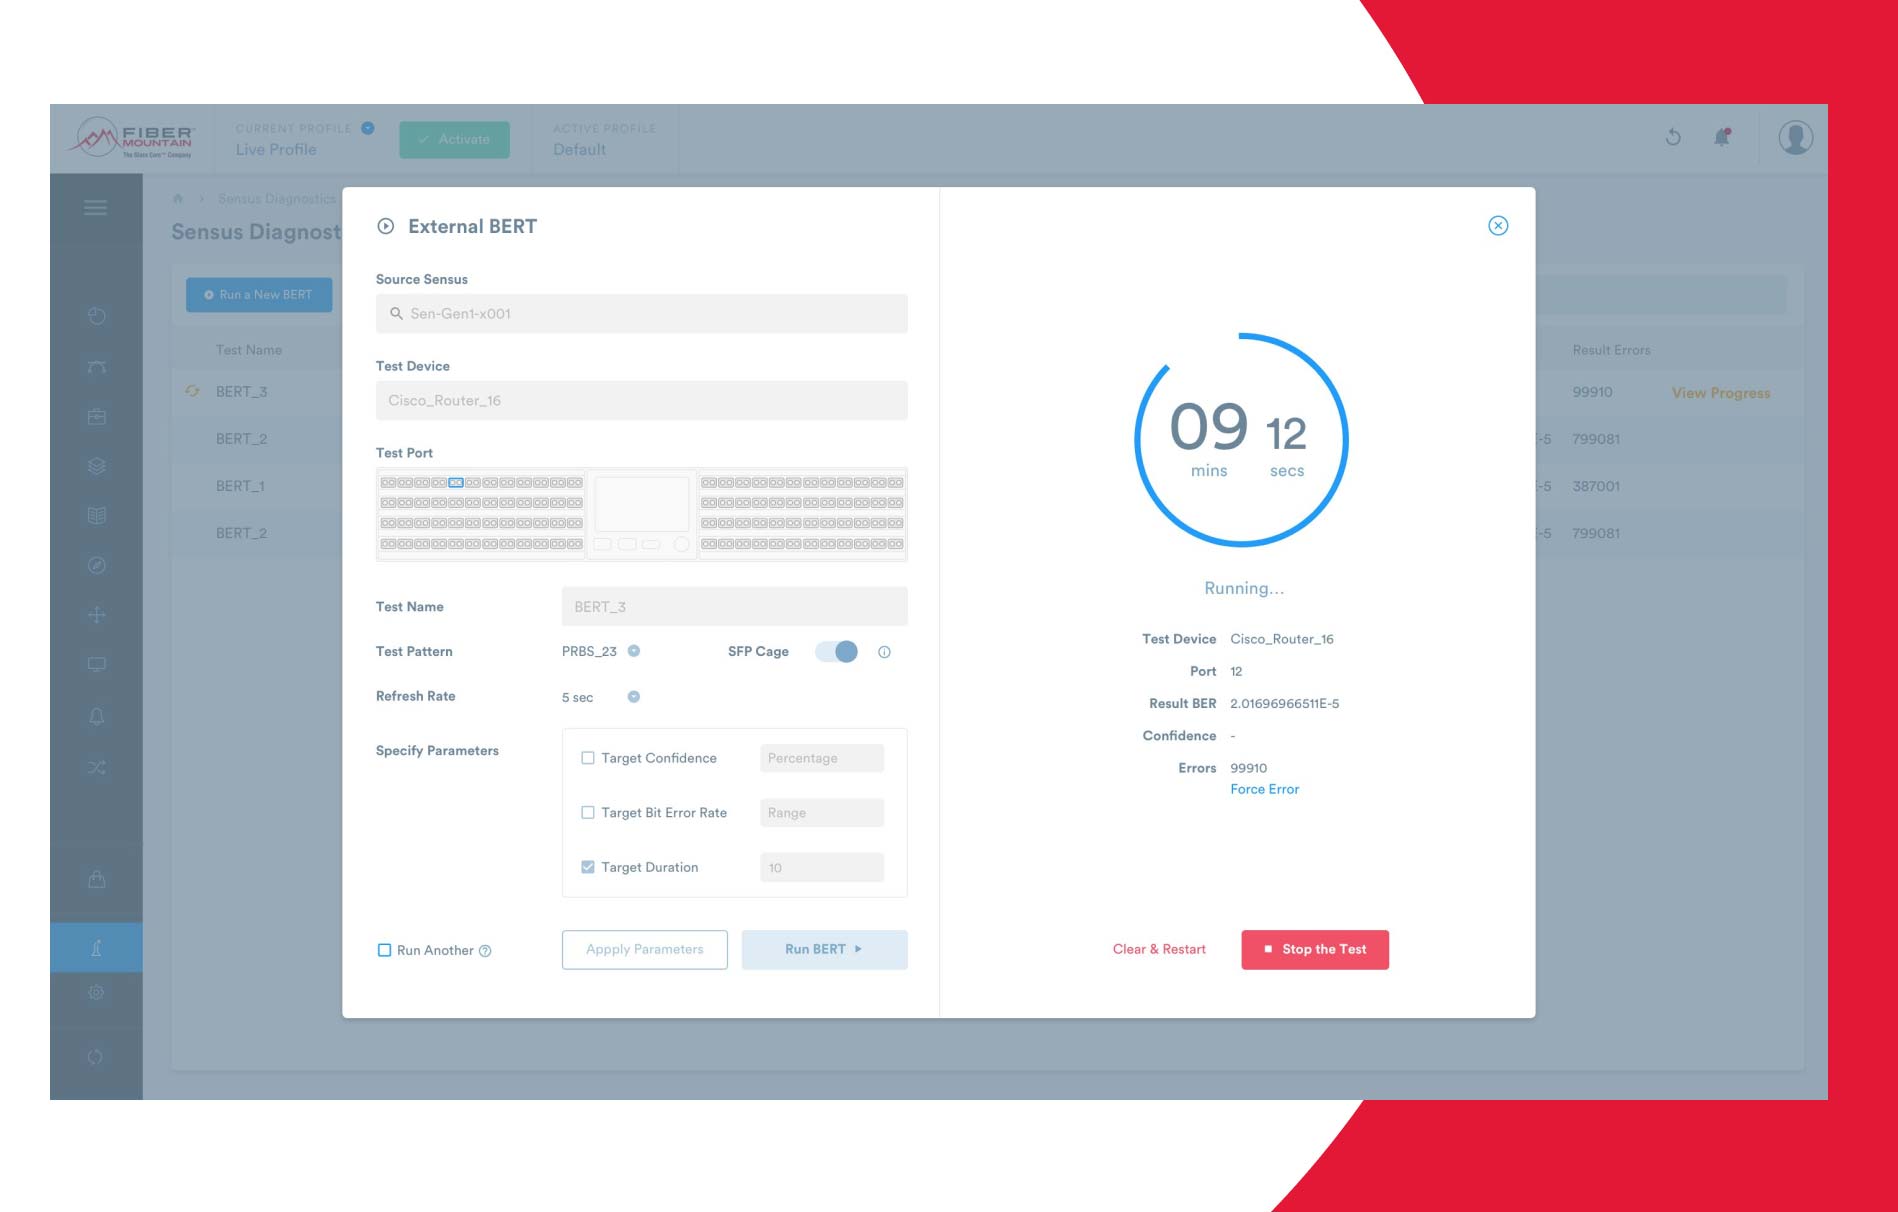 FIBER
MOUNTAIN
The Glass Core™ Company
CURRENT PROFILE
Live Profile
Activate
ACTIVE PROFILE
Default
Sensus Diagnostics
Sensus Diagnost
Run a New BERT
Test Name
Result Errors
BERT_3
99910
View Progress
BERT_2
-5
799081
BERT_1
-5
387001
BERT_2
-5
799081
External BERT
Source Sensus
Sen-Gen1-x001
Test Device
Cisco_Router_16
Test Port
Test Name
BERT_3
Test Pattern
PRBS_23
SFP Cage
Refresh Rate
5 sec
Specify Parameters
Target Confidence
Percentage
Target Bit Error Rate
Range
Target Duration
10
Run Another
Appply Parameters
Run BERT
09 12
mins secs
Running...
Test Device Cisco_Router_16
Port 12
Result BER 2.01696966511E-5
Confidence -
Errors 99910
Force Error
Clear & Restart
Stop the Test